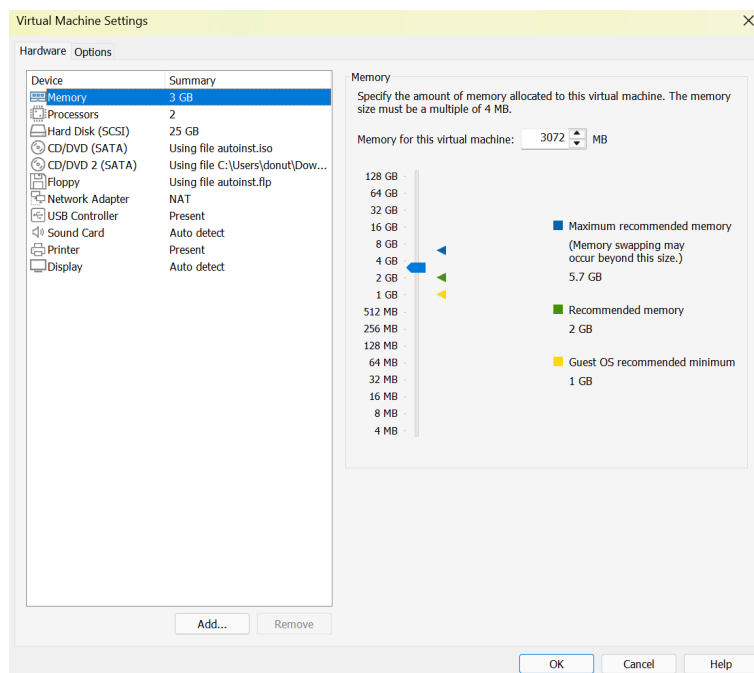 Virtual Machine Settings
Hardware Options
Device Summary
Memory 3 GB
Processors 2
Hard Disk (SCSI) 25 GB
CD/DVD (SATA) Using file autoinst.iso
CD/DVD 2 (SATA) Using file C:\Users\donut\Dow...
Floppy Using file autoinst.flp
Network Adapter NAT
USB Controller Present
Sound Card Auto detect
Printer Present
Display Auto detect
Add... Remove
Memory
Specify the amount of memory allocated to this virtual machine. The memory
size must be a multiple of 4 MB.
Memory for this virtual machine: 3072 MB
128 GB
64 GB
32 GB
16 GB
8 GB
4 GB
2 GB
1 GB
512 MB
256 MB
128 MB
64 MB
32 MB
16 MB
8 MB
4 MB
Maximum recommended memory
(Memory swapping may
occur beyond this size.)
5.7 GB
Recommended memory
2 GB
Guest OS recommended minimum
1 GB
OK Cancel Help